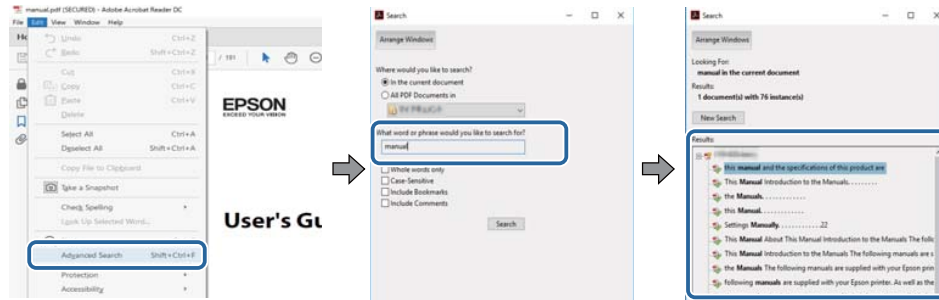 manual.pdf (SECURED) - Adobe Acrobat Reader DC
File Edit View Window Help
Undo Ctrl+Z
Redo Shift+Ctrl+Z
Cut Ctrl+X
Copy Ctrl+C
Paste Ctrl+V
Delete
Select All Ctrl+A
Deselect All Shift+Ctrl+A
Copy File to Clipboard
Take a Snapshot
Check Spelling
Look Up Selected Word...
Advanced Search Shift+Ctrl+F
Protection
Accessibility
/ 191
EPSON
EXCEED YOUR VISION
User's Gu
Search
Arrange Windows
Where would you like to search?
In the current document
All PDF Documents in
What word or phrase would you like to search for?
manual
Whole words only
Case-Sensitive
Include Bookmarks
Include Comments
Search
Search
Arrange Windows
Looking For:
manual in the current document
Results:
1 document(s) with 76 instance(s)
New Search
Results:
this manual and the specifications of this product are
This Manual Introduction to the Manuals.........
the Manuals............
this Manual............
Settings Manually............22
This Manual About This Manual Introduction to the Manuals The follo
This Manual Introduction to the Manuals The following manuals are s
the Manuals The following manuals are supplied with your Epson prin
following manuals are supplied with your Epson printer. As well as the